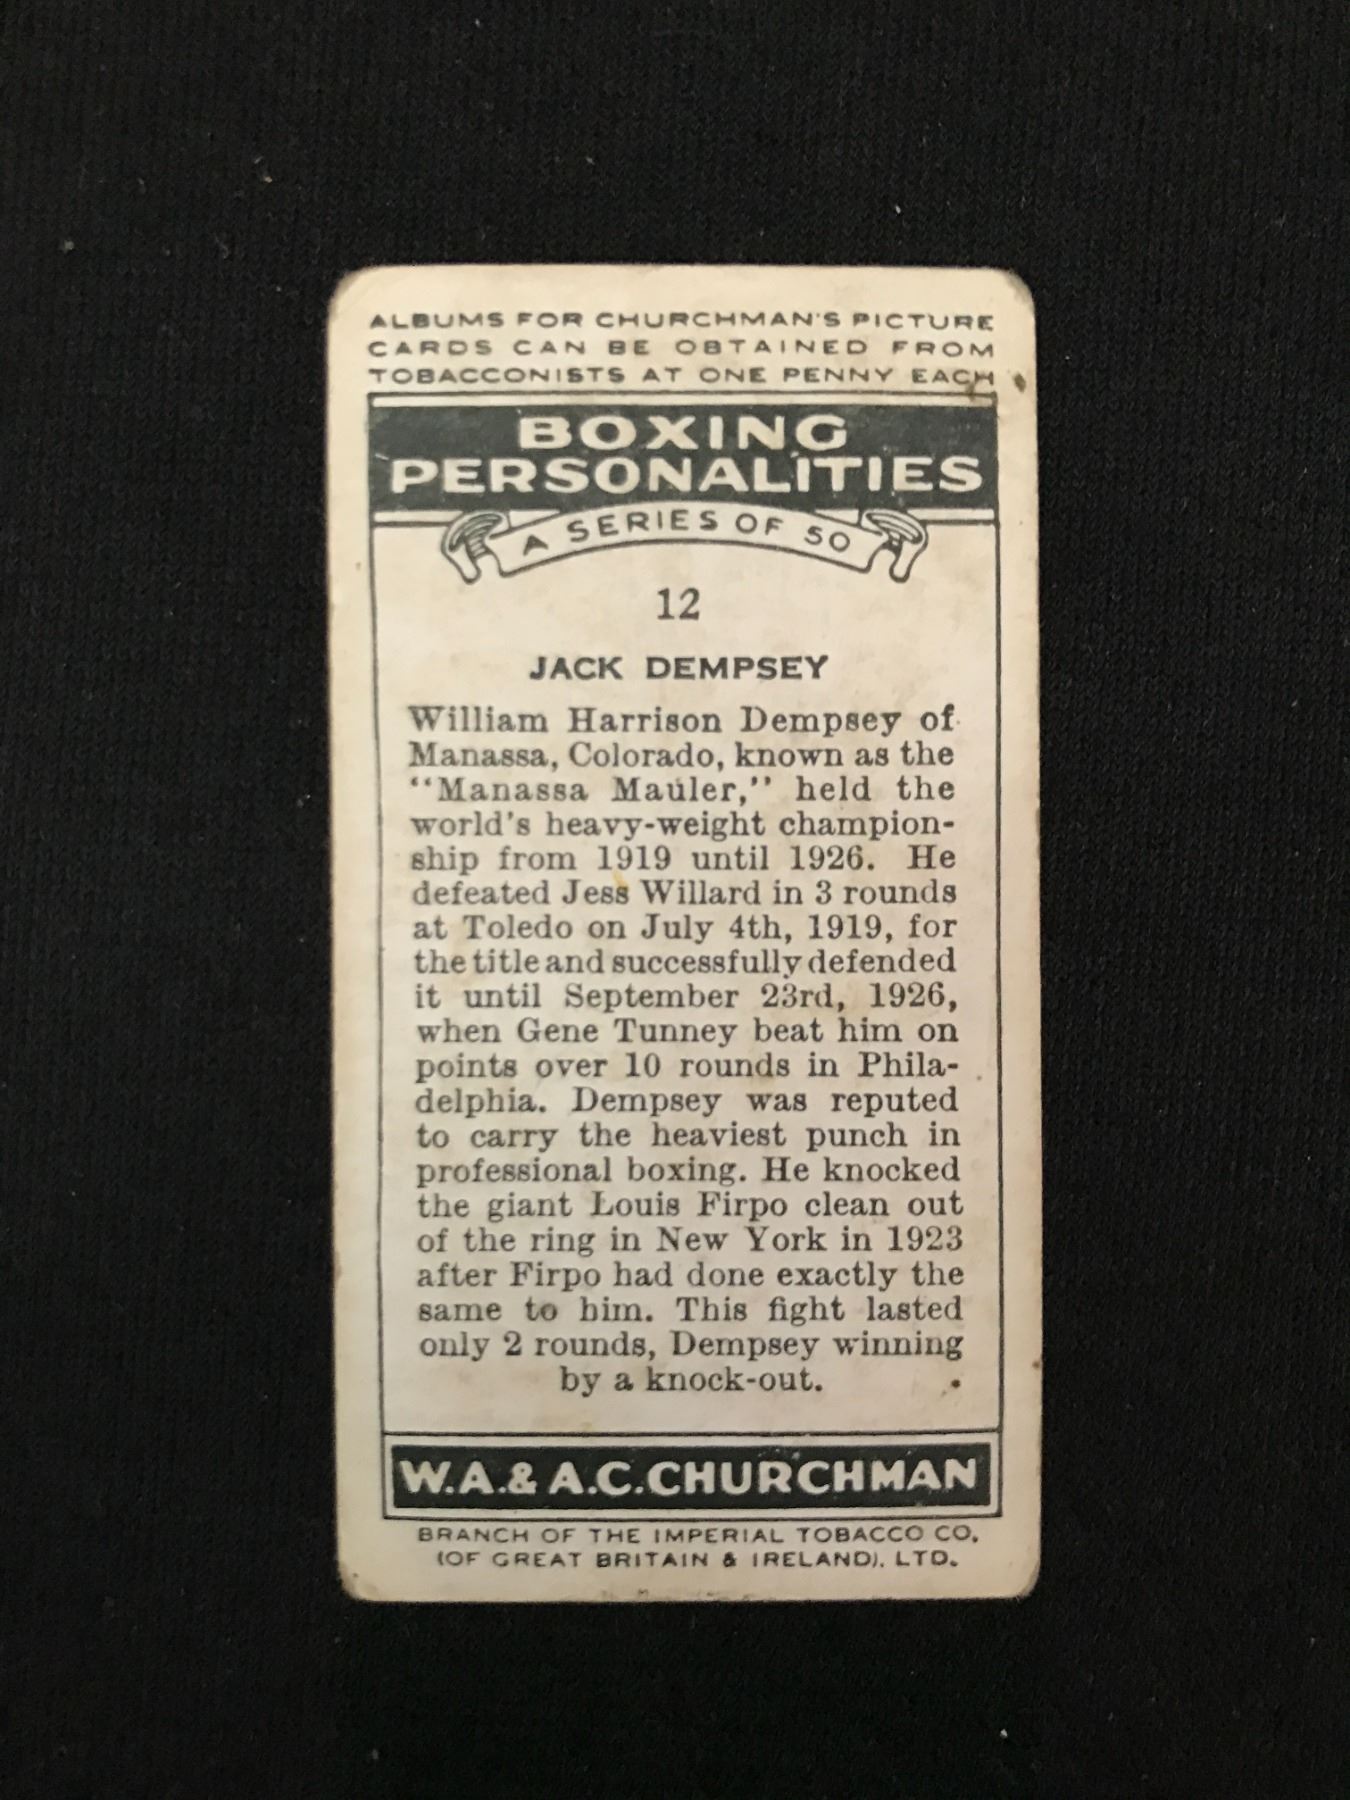 ALBUMS FOR CHURCHMAN'S PICTURE
CARDS CAN BE OBTAINED FROM
TOBACCONISTS AT ONE PENNY EACH
BOXING
PERSONALITIES
A SERIES OF 50
12
JACK DEMPSEY
William Harrison Dempsey of
Manassa, Colorado, known as the
"Manassa Mauler," held the
world's heavy-weight champion-
ship from 1919 until 1926. He
defeated Jess Willard in 3 rounds
at Toledo on July 4th, 1919, for
the title and successfully defended
it until September 23rd, 1926,
when Gene Tunney beat him on
points over 10 rounds in Phila-
delphia. Dempsey was reputed
to carry the heaviest punch in
professional boxing. He knocked
the giant Louis Firpo clean out
of the ring in New York in 1923
after Firpo had done exactly the
same to him. This fight lasted
only 2 rounds, Dempsey winning
by a knock-out.
W.A.& A.C.CHURCHMAN
BRANCH OF THE IMPERIAL TOBACCO CO.
(OF GREAT BRITAIN & IRELAND), LTD.